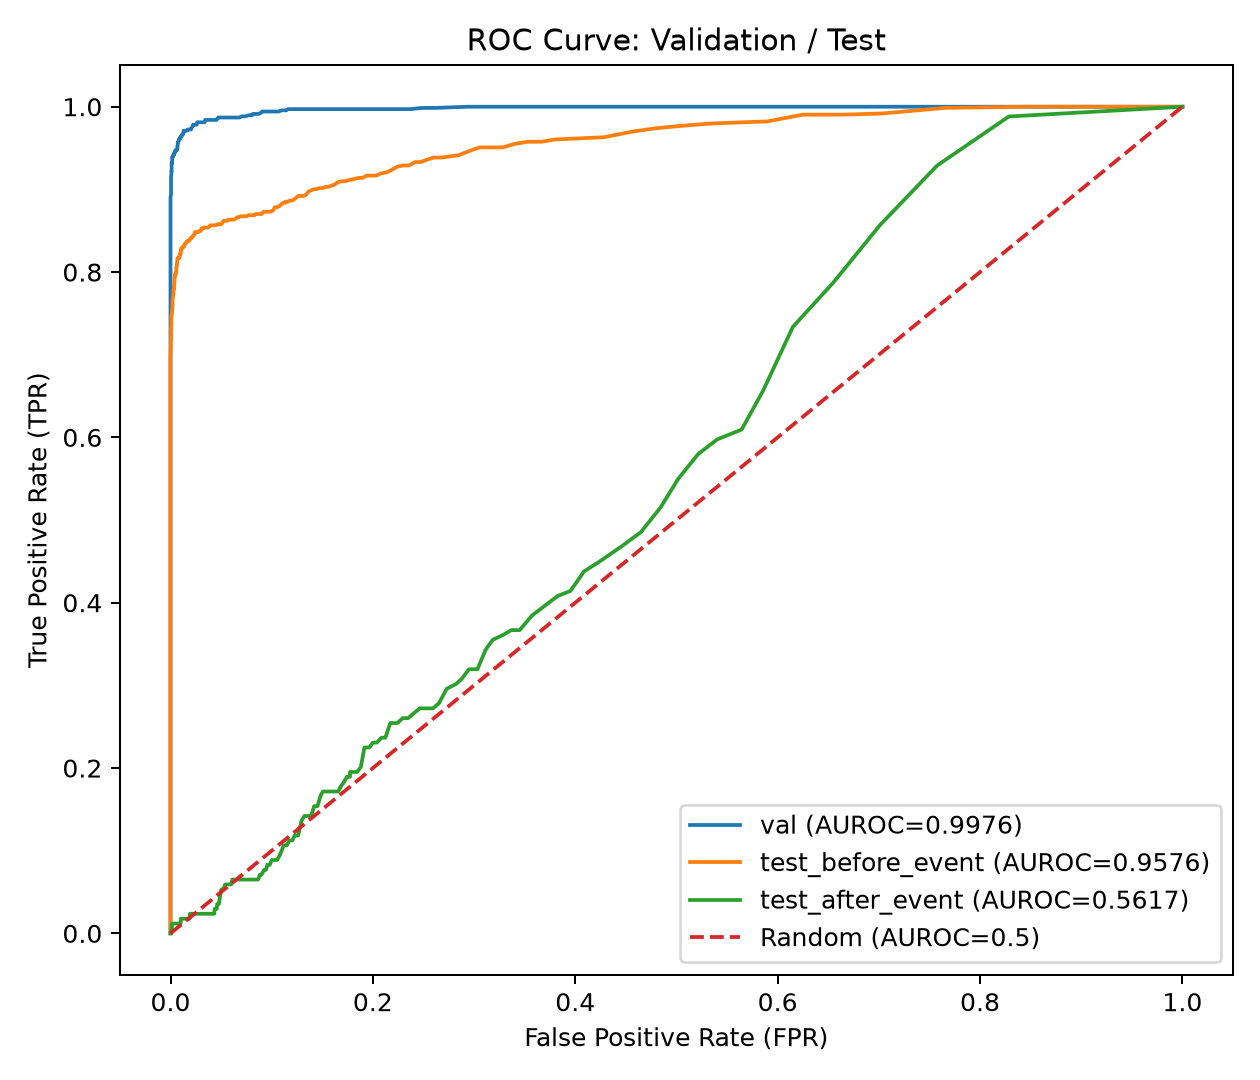 ROC Curve: Validation / Test
True Positive Rate (TPR)
1.0
0.8
0.6
0.4
0.2
0.0
val (AUROC=0.9976)
test_before_event (AUROC=0.9576)
test_after_event (AUROC=0.5617)
Random (AUROC=0.5)
0.0 0.2 0.4 0.6 0.8 1.0
False Positive Rate (FPR)